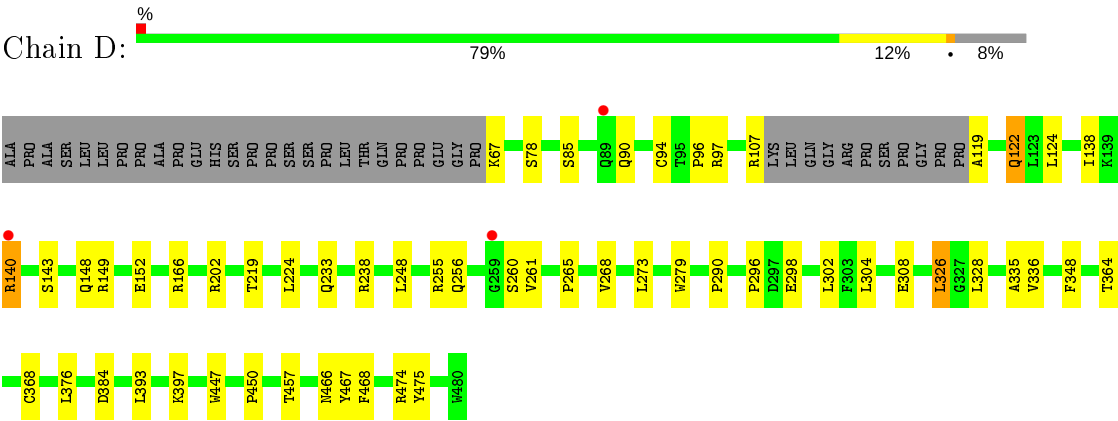 %
Chain D:
79% 12% • 8%
ALA PRO ALA SER LEU LEU PRO PRO ALA PRO GLU HIS SER PRO PRO SER SER PRO LEU THR GLN PRO PRO GLU GLY PRO K67 S78 S85 Q89 Q90 C94 T95 P96 R97 R107 LYS LEU GLN GLY ARG PRO SER PRO GLY PRO PRO A119 Q122 L123 L124 I138 K139
R140 S143 Q148 R149 E152 R166 R202 T219 L224 Q233 R238 L248 R255 Q256 G259 S260 V261 P265 V268 L273 W279 P290 P296 D297 E298 L302 F303 L304 E308 L326 G327 L328 A335 V336 F348 T364
C368 L376 D384 L393 K397 W447 P450 T457 N466 Y467 F468 R474 Y475 W480